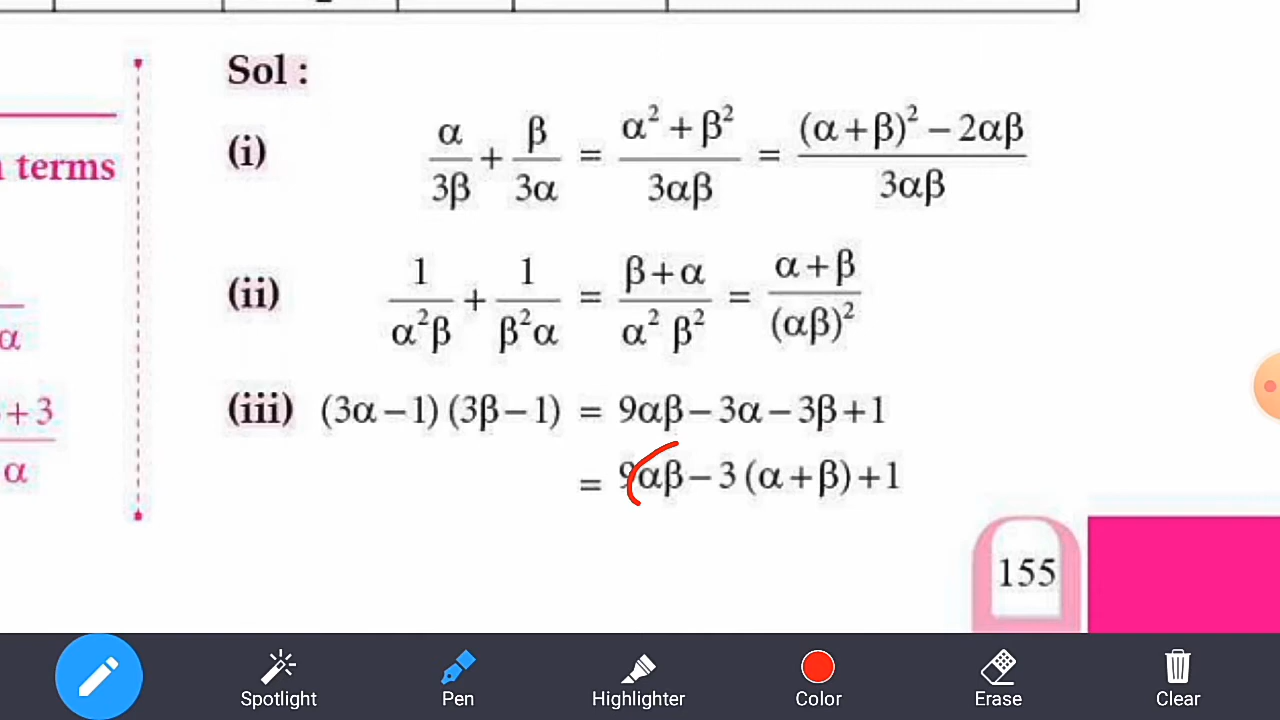 Sol :
(i) α/3β + β/3α = α² + β²/3αβ = (α + β)² − 2αβ/3αβ
terms
(ii) 1/α²β + 1/β²α = β + α/α² β² = α + β/(αβ)²
α
(iii) (3α − 1) (3β − 1) = 9αβ − 3α − 3β + 1
+ 3
α
= 9αβ − 3 (α + β) + 1
155
Spotlight Pen Highlighter Color Erase Clear